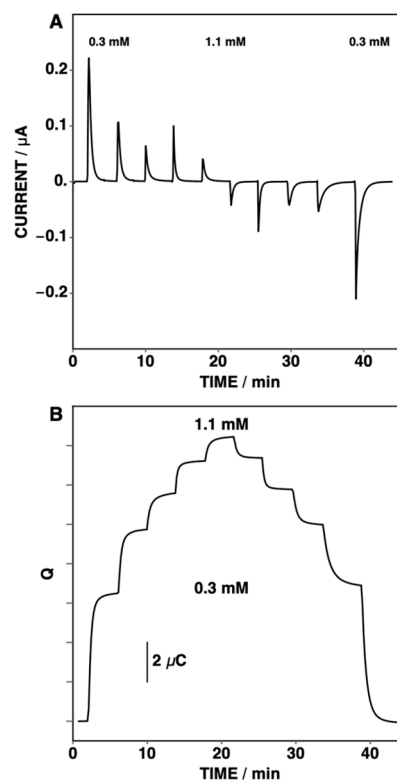 A
0.3 mM 1.1 mM 0.3 mM
0.2
0.1
0.
−0.1
−0.2
CURRENT / µA
0 10 20 30 40
TIME / min
B
1.1 mM
0.3 mM
2 µC
Q
0 10 20 30 40
TIME / min